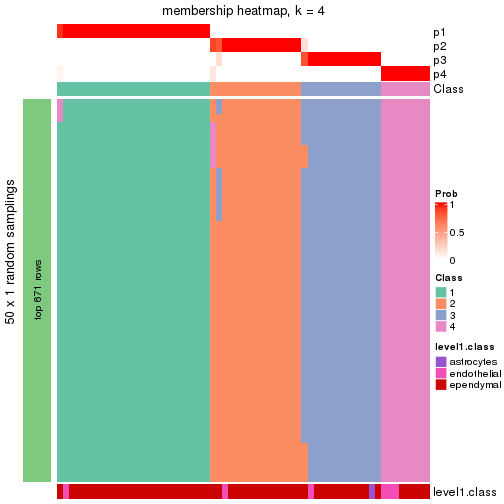 membership heatmap, k = 4
p1
p2
p3
p4
Class
50 x 1 random samplings
top 671 rows
Prob
1
0.5
0
Class
1
2
3
4
level1.class
astrocytes
endothelial
ependymal
level1.class